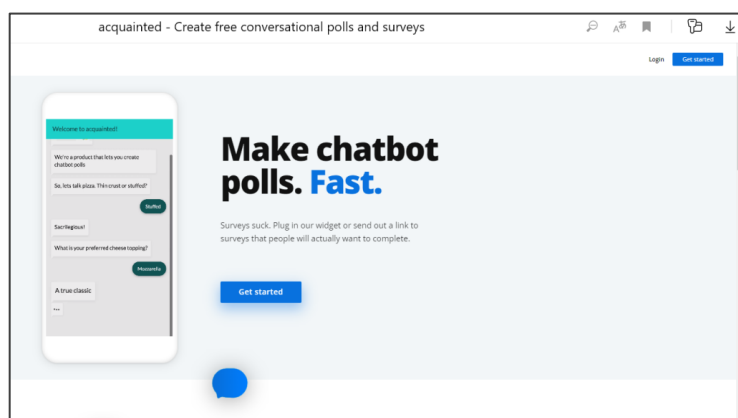 acquainted - Create free conversational polls and surveys
Login
Get started
Welcome to acquainted!
We're a product that lets you create
chatbot polls
So, lets talk pizza. Thin crust or stuffed?
Stuffed
Sacrilegious!
What is your preferred cheese topping?
Mozzarella
A true classic
...
Make chatbot
polls. Fast.
Surveys suck. Plug in our widget or send out a link to
surveys that people will actually want to complete.
Get started